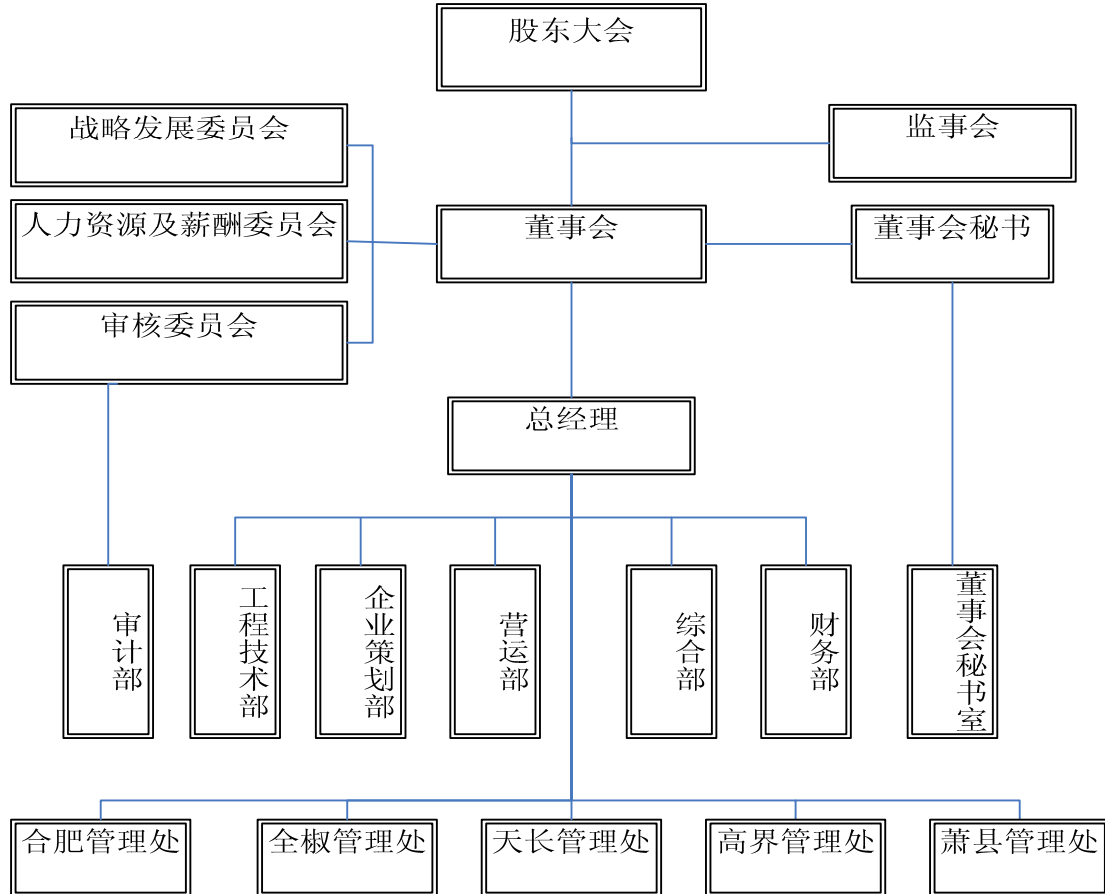 股东大会
战略发展委员会
监事会
人力资源及薪酬委员会
董事会
董事会秘书
审核委员会
总经理
审计部
工程技术部
企业策划部
营运部
综合部
财务部
董事会秘书室
合肥管理处
全椒管理处
天长管理处
高界管理处
萧县管理处